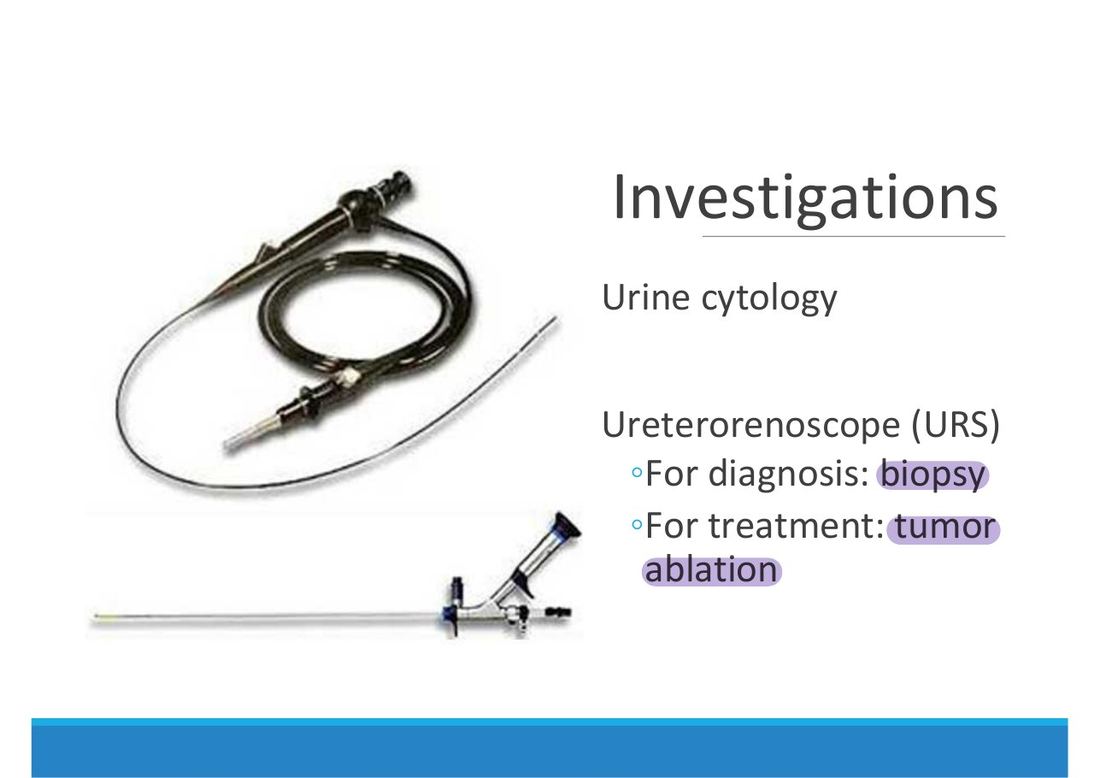 Investigations
Urine cytology
Ureterorenoscope (URS)
◦For diagnosis: biopsy
◦For treatment: tumor
ablation